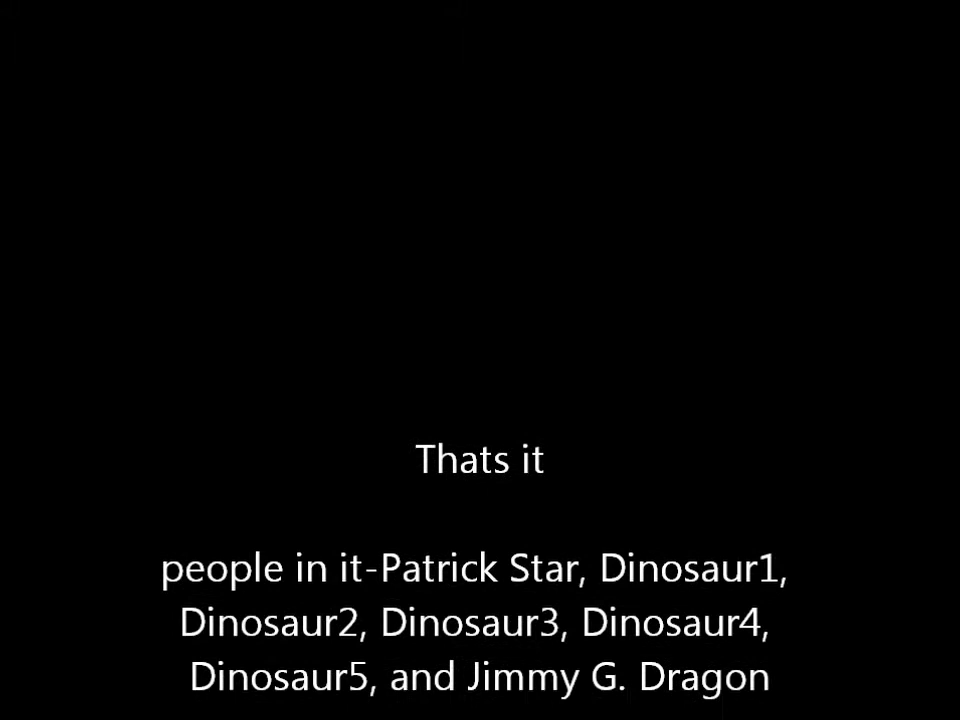 Thats it
people in it-Patrick Star, Dinosaur1,
Dinosaur2, Dinosaur3, Dinosaur4,
Dinosaur5, and Jimmy G. Dragon